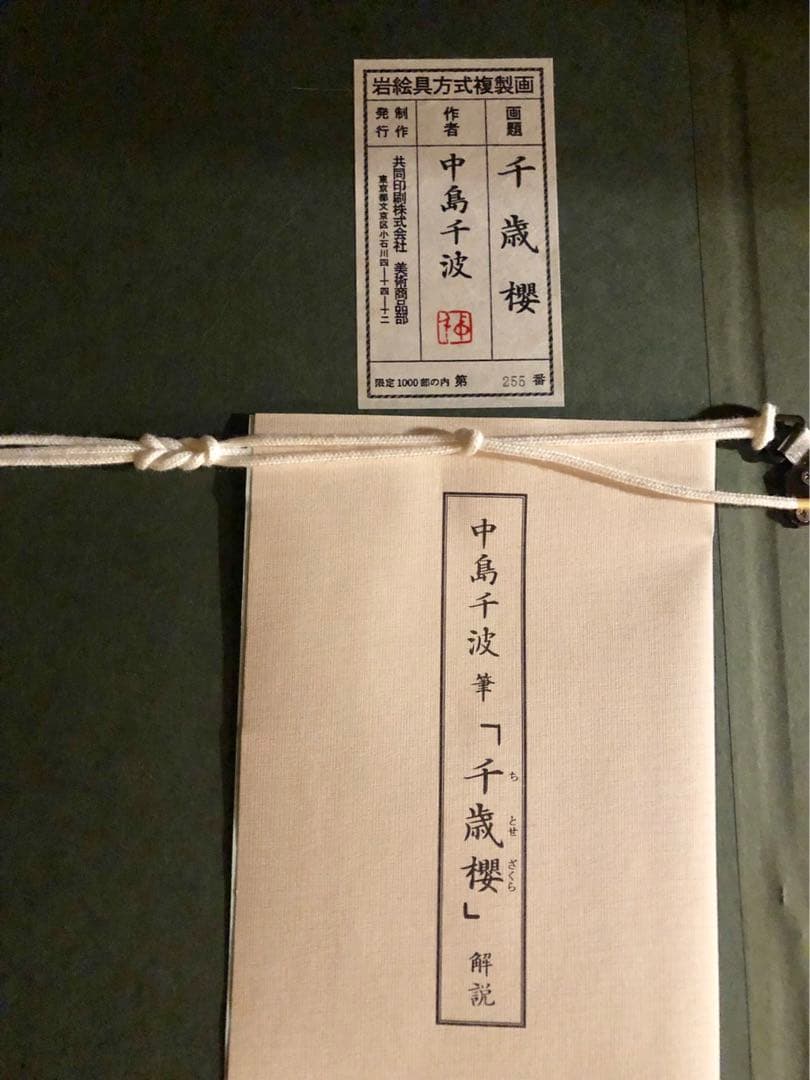 岩絵具方式複製画
画題
千歳櫻
作者
中島千波
制作
発行
共同印刷株式会社 美術商品部
東京都文京区小石川四ー十四ー十二
限定1000部の内 第 255 番
中島千波 筆「千歳櫻」解説
ち とせ ざくら